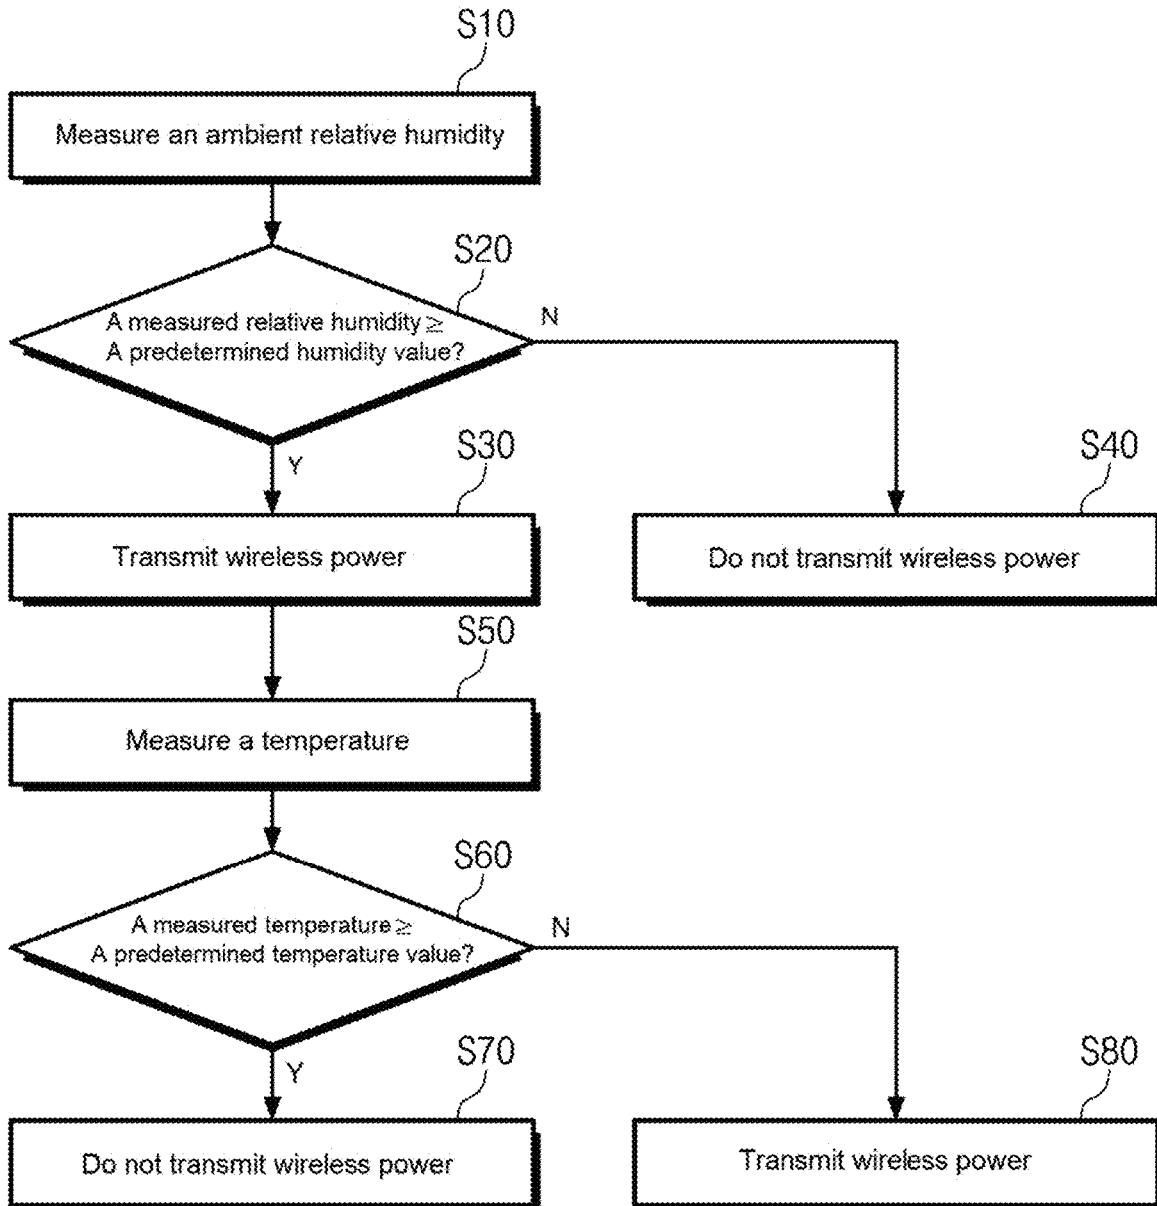 S10
Measure an ambient relative humidity
S20
A measured relative humidity ≥
A predetermined humidity value?
N
Y
S30
S40
Transmit wireless power
Do not transmit wireless power
S50
Measure a temperature
S60
A measured temperature ≥
A predetermined temperature value?
N
Y
S70
S80
Do not transmit wireless power
Transmit wireless power